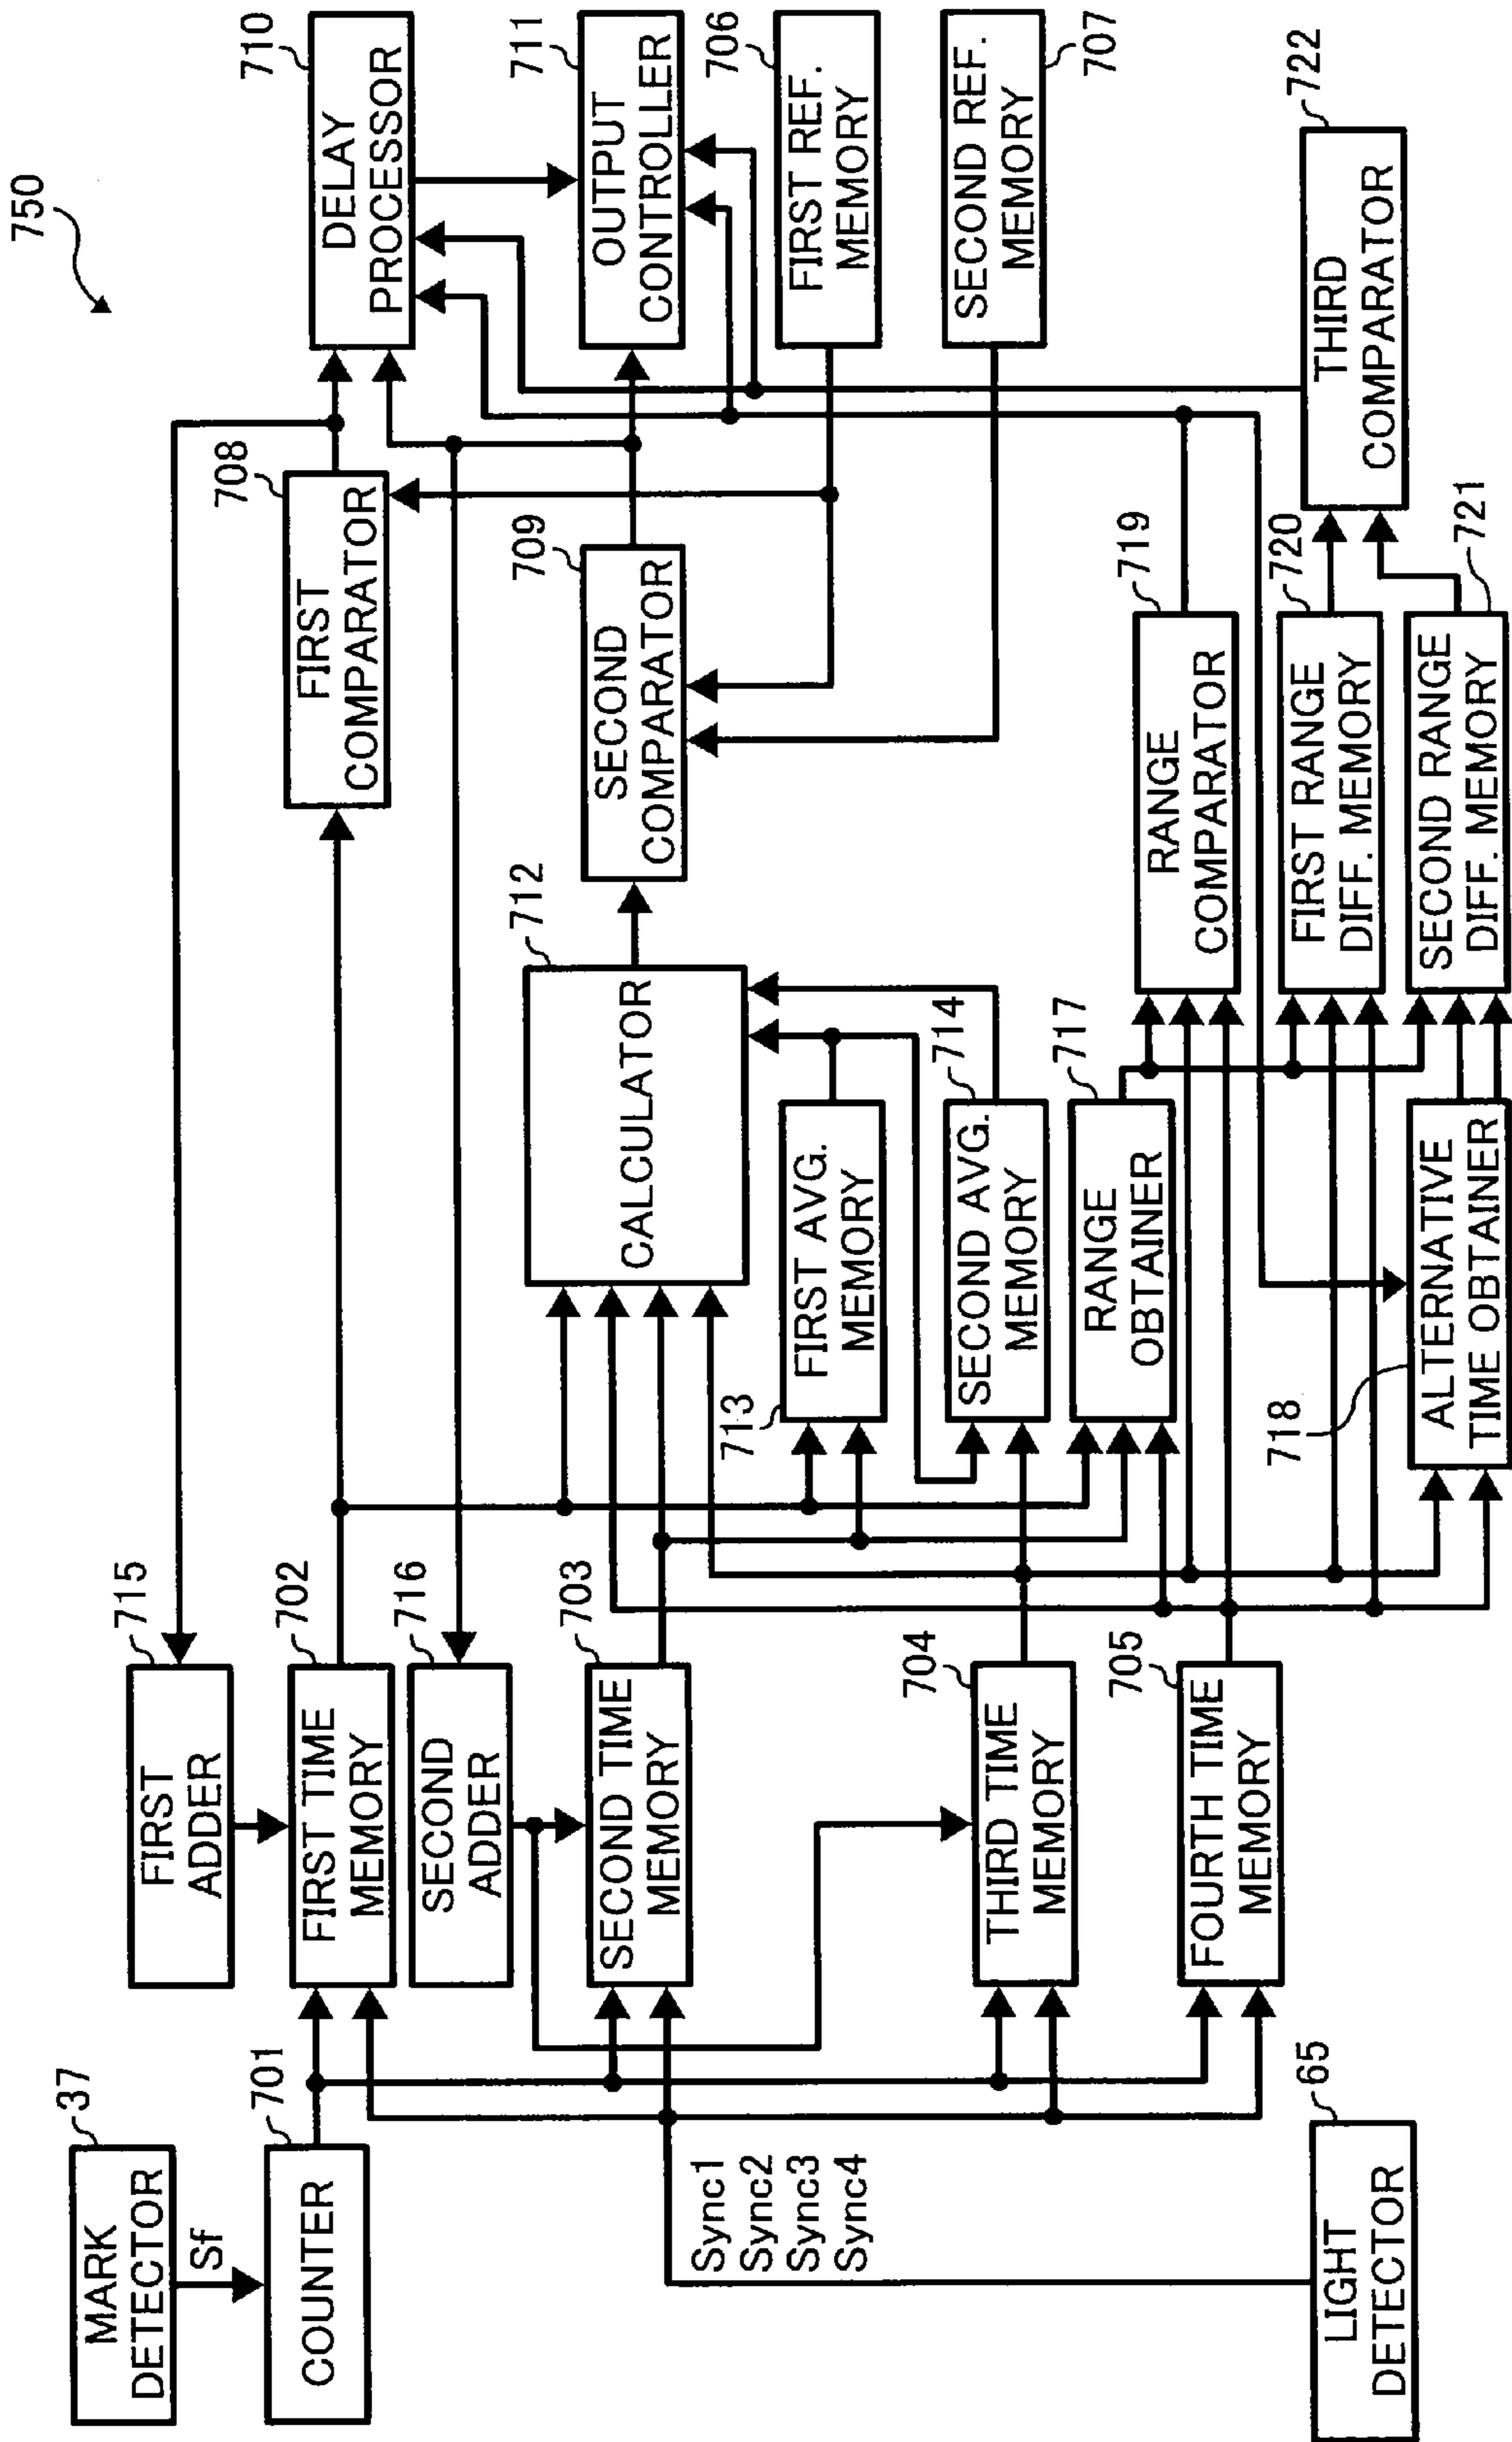 750
MARK
DETECTOR
37
Sf
COUNTER
701
Sync1
Sync2
Sync3
Sync4
LIGHT
DETECTOR
65
FIRST
ADDER
715
FIRST TIME
MEMORY
702
SECOND
ADDER
716
SECOND TIME
MEMORY
703
THIRD TIME
MEMORY
704
FOURTH TIME
MEMORY
705
CALCULATOR
712
FIRST AVG.
MEMORY
713
SECOND AVG.
MEMORY
714
RANGE
OBTAINER
717
ALTERNATIVE
TIME OBTAINER
718
FIRST
COMPARATOR
708
SECOND
COMPARATOR
709
RANGE
COMPARATOR
719
FIRST RANGE
DIFF. MEMORY
720
SECOND RANGE
DIFF. MEMORY
721
DELAY
PROCESSOR
710
OUTPUT
CONTROLLER
711
FIRST REF.
MEMORY
706
SECOND REF.
MEMORY
707
THIRD
COMPARATOR
722